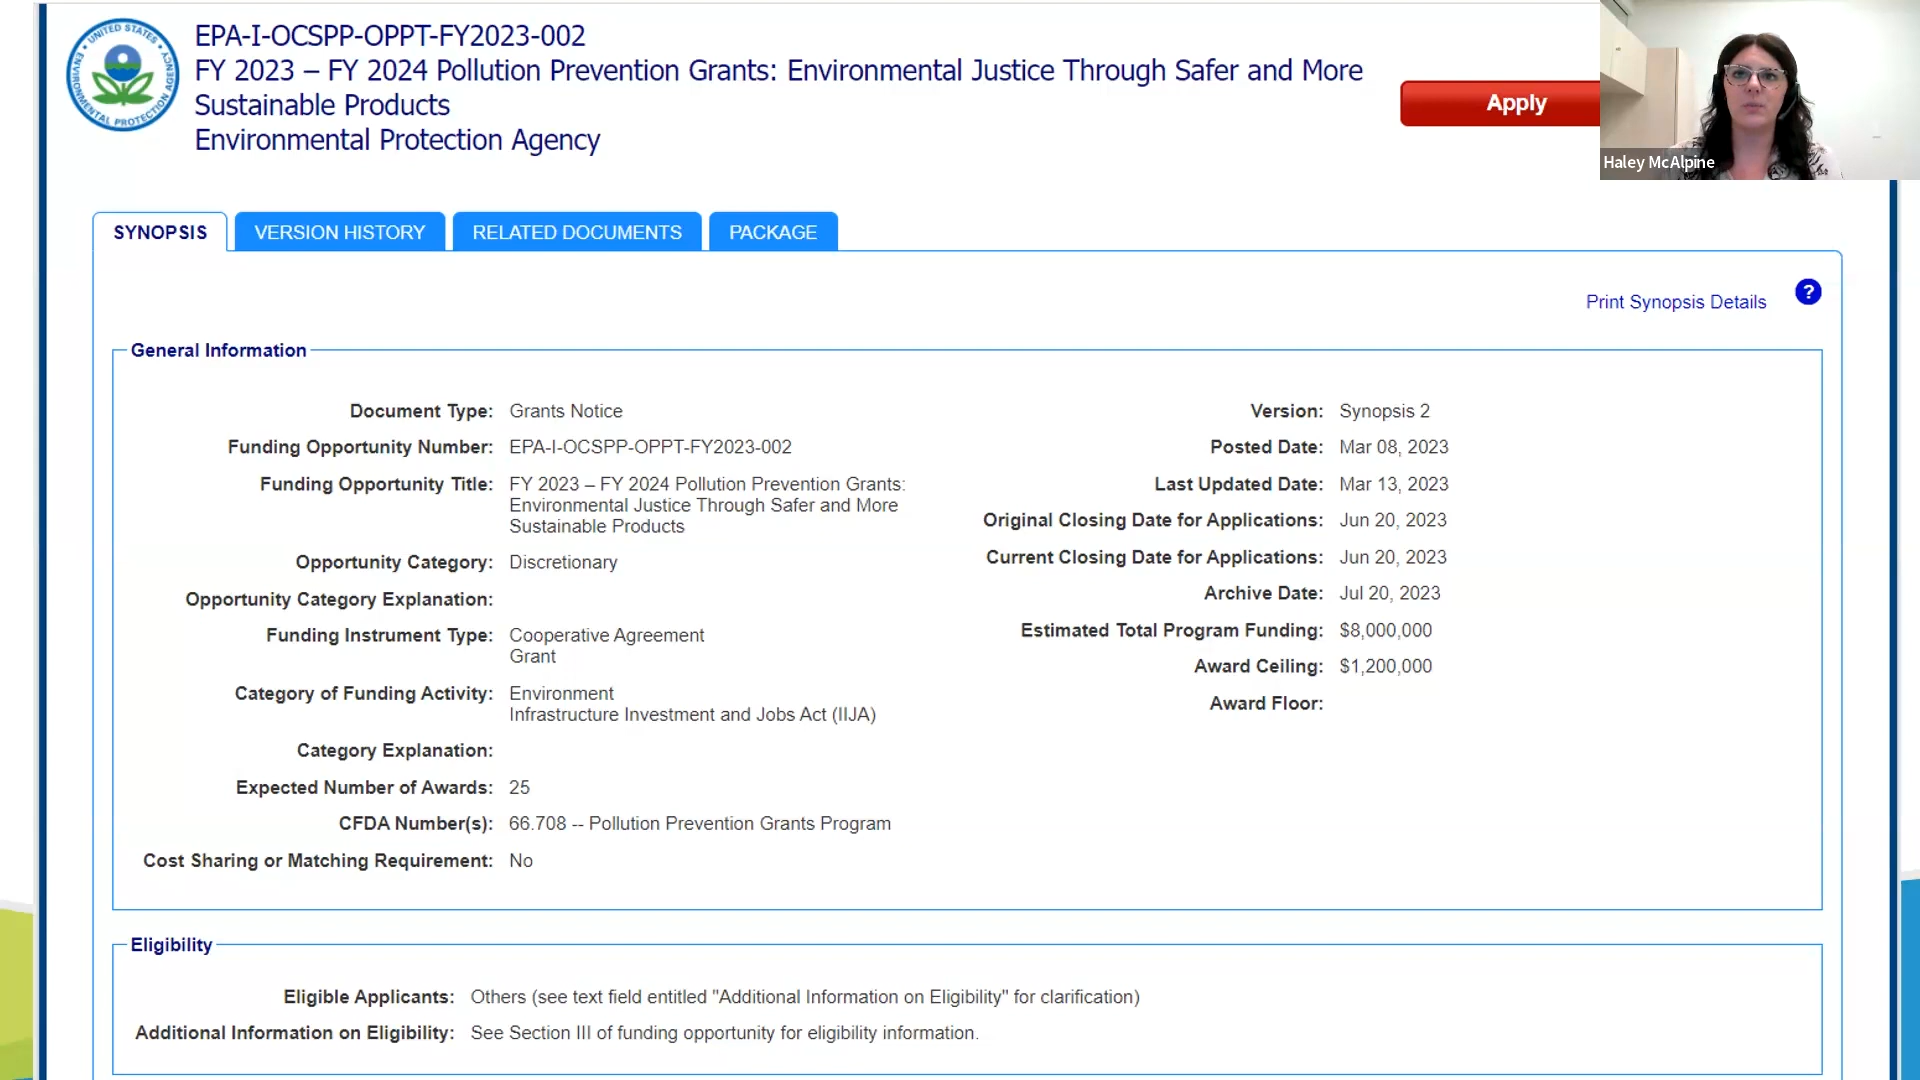 EPA-I-OCSPP-OPPT-FY2023-002
FY 2023 – FY 2024 Pollution Prevention Grants: Environmental Justice Through Safer and More
Sustainable Products
Environmental Protection Agency
UNITED STATES
ENVIRONMENTAL PROTECTION AGENCY
Apply
Haley McAlpine
SYNOPSIS
VERSION HISTORY
RELATED DOCUMENTS
PACKAGE
Print Synopsis Details
?
General Information
Document Type: Grants Notice
Funding Opportunity Number: EPA-I-OCSPP-OPPT-FY2023-002
Funding Opportunity Title: FY 2023 – FY 2024 Pollution Prevention Grants:
Environmental Justice Through Safer and More
Sustainable Products
Opportunity Category: Discretionary
Opportunity Category Explanation:
Funding Instrument Type: Cooperative Agreement
Grant
Category of Funding Activity: Environment
Infrastructure Investment and Jobs Act (IIJA)
Category Explanation:
Expected Number of Awards: 25
CFDA Number(s): 66.708 -- Pollution Prevention Grants Program
Cost Sharing or Matching Requirement: No
Version: Synopsis 2
Posted Date: Mar 08, 2023
Last Updated Date: Mar 13, 2023
Original Closing Date for Applications: Jun 20, 2023
Current Closing Date for Applications: Jun 20, 2023
Archive Date: Jul 20, 2023
Estimated Total Program Funding: $8,000,000
Award Ceiling: $1,200,000
Award Floor:
Eligibility
Eligible Applicants: Others (see text field entitled "Additional Information on Eligibility" for clarification)
Additional Information on Eligibility: See Section III of funding opportunity for eligibility information.